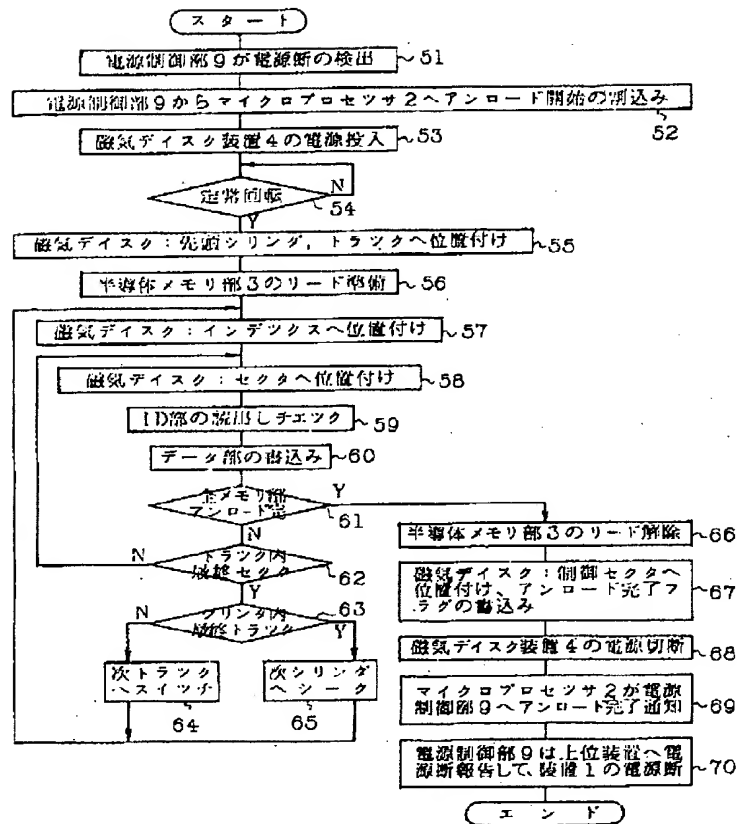 スタート
電源制御部9が電源断の検出
51
電源制御部9からマイクロプロセツサ2へアンロード開始の割込み
52
磁気ディスク装置4の電源投入
53
定常回転
N
54
Y
磁気ディスク:先頭シリンダ,トラツクへ位置付け
55
半導体メモリ部3のリード準備
56
磁気ディスク:インデツクスへ位置付け
57
磁気ディスク:セクタへ位置付け
58
ID部の読出しチエツク
59
データ部の書込み
60
全メモリ部
アンロード完
Y
61
N
トラツク内
最終セクタ
N
62
Y
シリンダ内
最終トラツク
63
N
Y
次トラツク
へスイツチ
64
次シリンダ
へシーク
65
半導体メモリ部3のリード解除
66
磁気ディスク:制御セクタへ
位置付け、アンロード完了フ
ラグの書込み
67
磁気ディスク装置4の電源切断
68
マイクロプロセツサ2が電源
制御部9へアンロード完了通知
69
電源制御部9は上位装置へ電
源断報告して、装置1の電源断
70
エンド